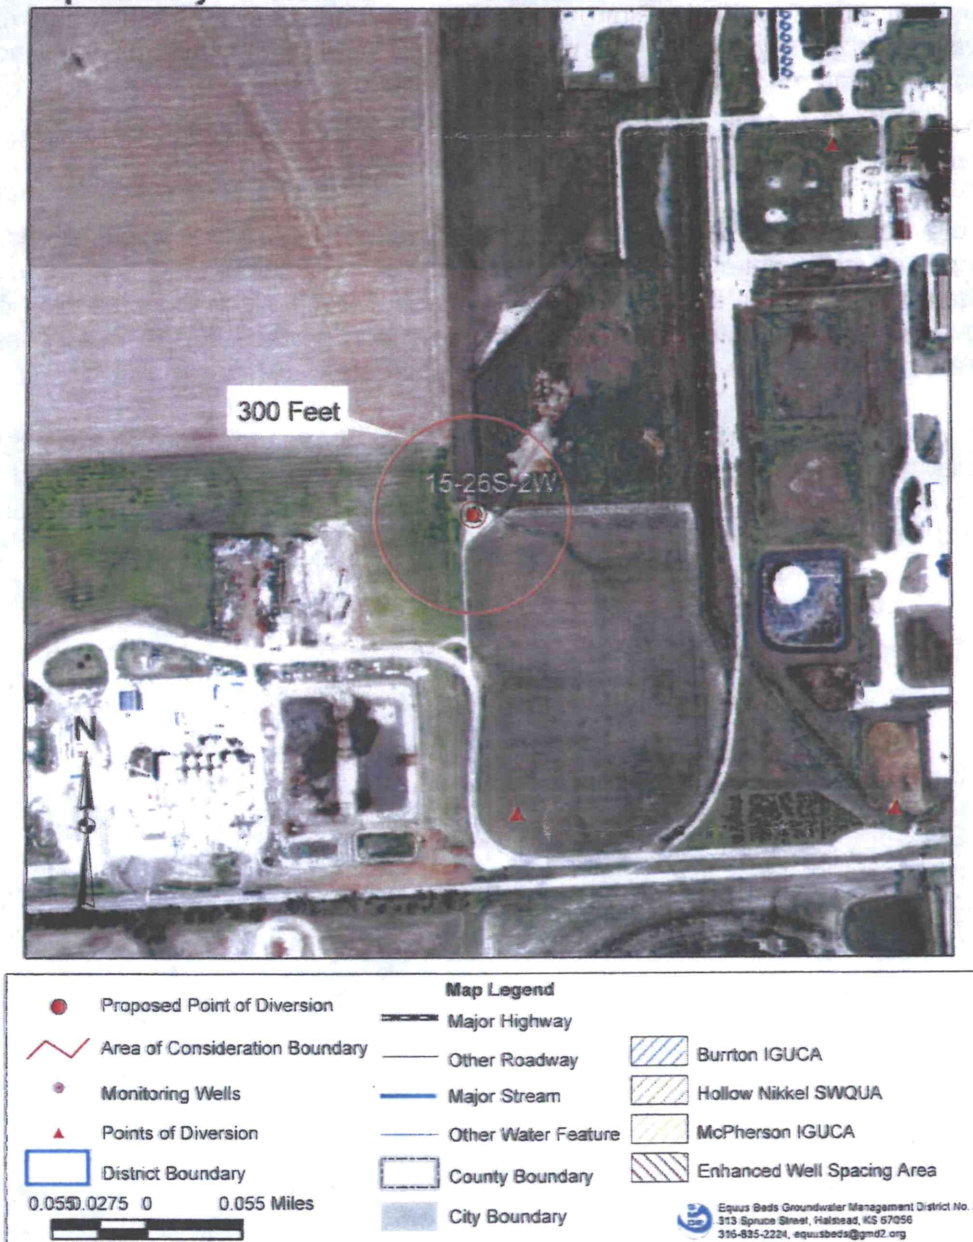 300 Feet
15-26S-2W
N
Map Legend
Proposed Point of Diversion
Area of Consideration Boundary
Monitoring Wells
Points of Diversion
District Boundary
0.055 0.0275 0 0.055 Miles
Major Highway
Other Roadway
Major Stream
Other Water Feature
County Boundary
City Boundary
Burrton IGUCA
Hollow Nikkel SWQUA
McPherson IGUCA
Enhanced Well Spacing Area
Equus Beds Groundwater Management District No.
313 Spruce Street, Halstead, KS 67056
316-835-2224, equusbeds@gmd2.org